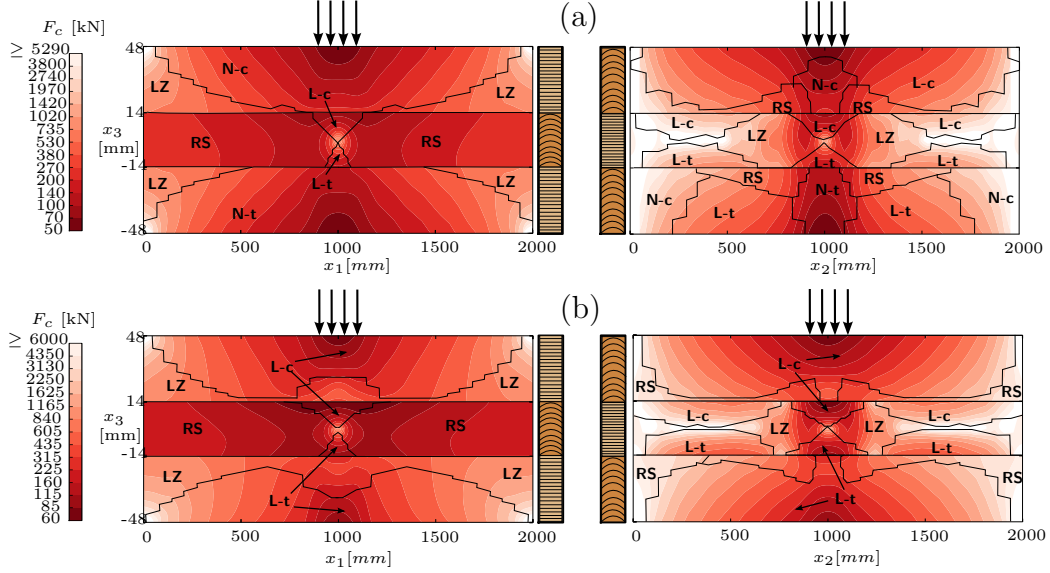 (a)
F_c [kN]
≥ 5290
3800
2740
1970
1420
1020
735
530
380
270
200
140
100
70
50
x_3
[mm]
48
14
-14
-48
N-c
LZ
LZ
L-c
RS
RS
LZ
LZ
L-t
N-t
0 500 1000 1500 2000
x_1[mm]
N-c
L-t
L-c
RS
RS
L-c
LZ
L-c
LZ
L-c
L-t
L-t
L-t
RS
RS
N-c
N-t
N-c
L-t
L-t
0 500 1000 1500 2000
x_2[mm]
(b)
F_c [kN]
≥ 6000
4350
3130
2250
1620
1165
840
605
435
315
225
160
115
85
60
x_3
[mm]
48
14
-14
-48
LZ
LZ
L-c
RS
RS
LZ
LZ
L-t
0 500 1000 1500 2000
x_1[mm]
L-c
RS
RS
L-c
LZ
LZ
L-c
L-t
L-t
RS
RS
L-t
0 500 1000 1500 2000
x_2[mm]